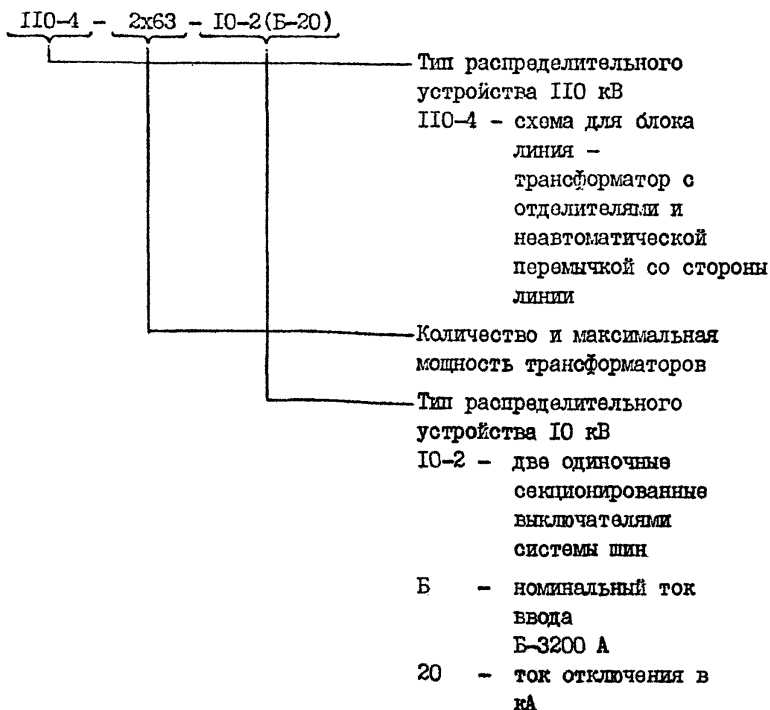 110-4 - 2х63 - 10-2(Б-20)
Тип распределительного
устройства 110 кВ
110-4 - схема для блока
линия -
трансформатор с
отделителями и
неавтоматической
перемычкой со стороны
линии
Количество и максимальная
мощность трансформаторов
Тип распределительного
устройства 10 кВ
10-2 - две одиночные
секционированные
выключателями
системы шин
Б - номинальный ток
ввода
Б-3200 А
20 - ток отключения в
кА